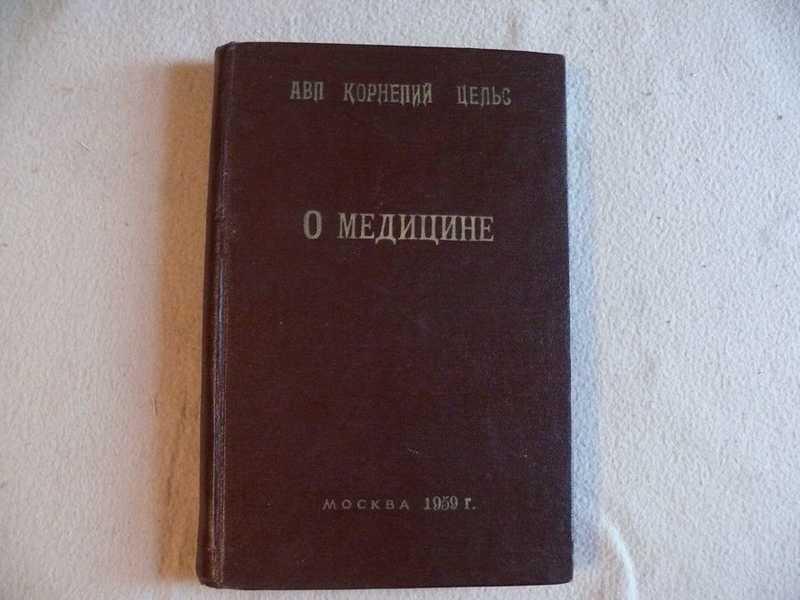 АВЛ КОРНЕЛИЙ ЦЕЛЬС
О МЕДИЦИНЕ
МОСКВА 1959 г.